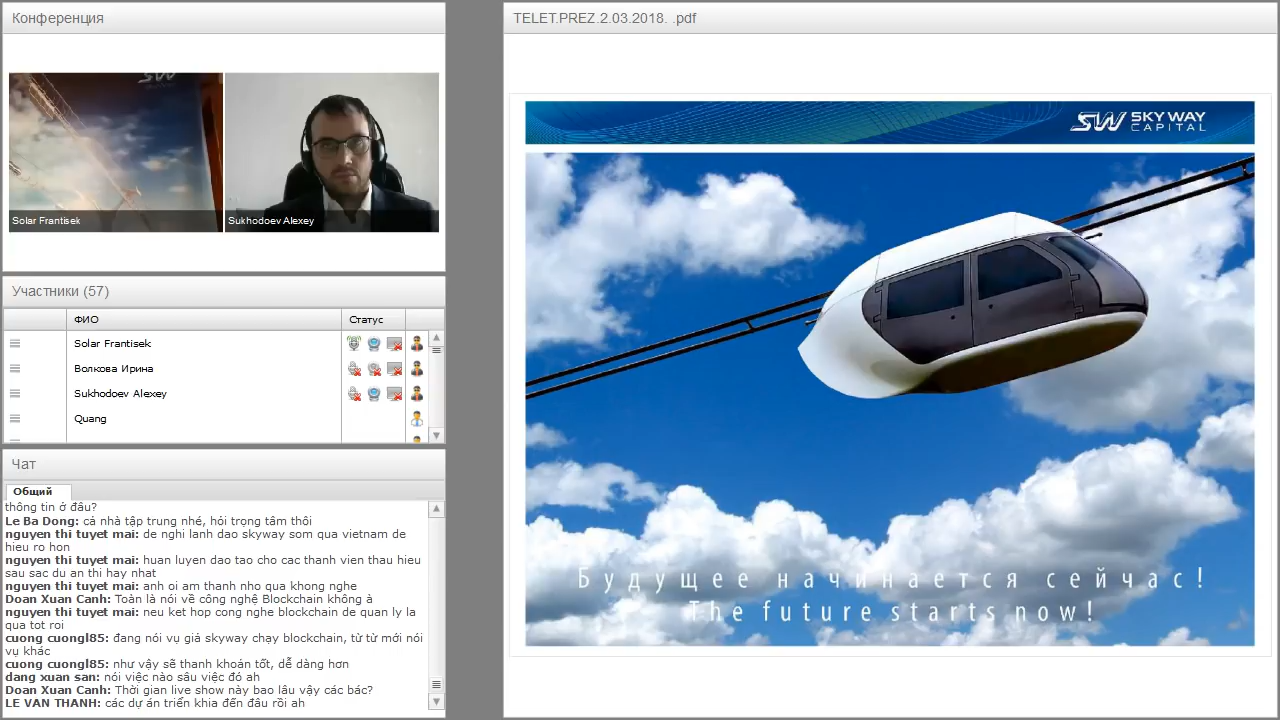 Конференция
Solar Frantisek
Sukhodoev Alexey
Участники (57)
ФИО
Статус
Solar Frantisek
Волкова Ирина
Sukhodoev Alexey
Quang
Чат
Общий
thông tin ở đâu?
Le Ba Dong: cả nhà tập trung nhé, hỏi trọng tâm thôi
nguyen thi tuyet mai: de nghi lanh dao skyway som qua vietnam de
hieu ro hon
nguyen thi tuyet mai: huan luyen dao tao cho cac thanh vien thau hieu
sau sac du an thi hay nhat
nguyen thi tuyet mai: anh oi am thanh nho qua khong nghe
Doan Xuan Canh: Toàn là nói về công nghệ Blockchain không à
nguyen thi tuyet mai: neu ket hop cong nghe blockchain de quan ly la
qua tot roi
cuong cuongl85: đang nói vụ giá skyway chạy blockchain, từ từ mới nói
vụ khác
cuong cuongl85: như vậy sẽ thanh khoản tốt, dễ dàng hơn
dang xuan san: nói việc nào sâu việc đó ah
Doan Xuan Canh: Thời gian live show này bao lâu vậy các bác?
LE VAN THANH: các dự án triển khia đến đâu rồi ah
TELET.PREZ.2.03.2018. .pdf
SW SKY WAY
CAPITAL
Будущее начинается сейчас!
The future starts now!